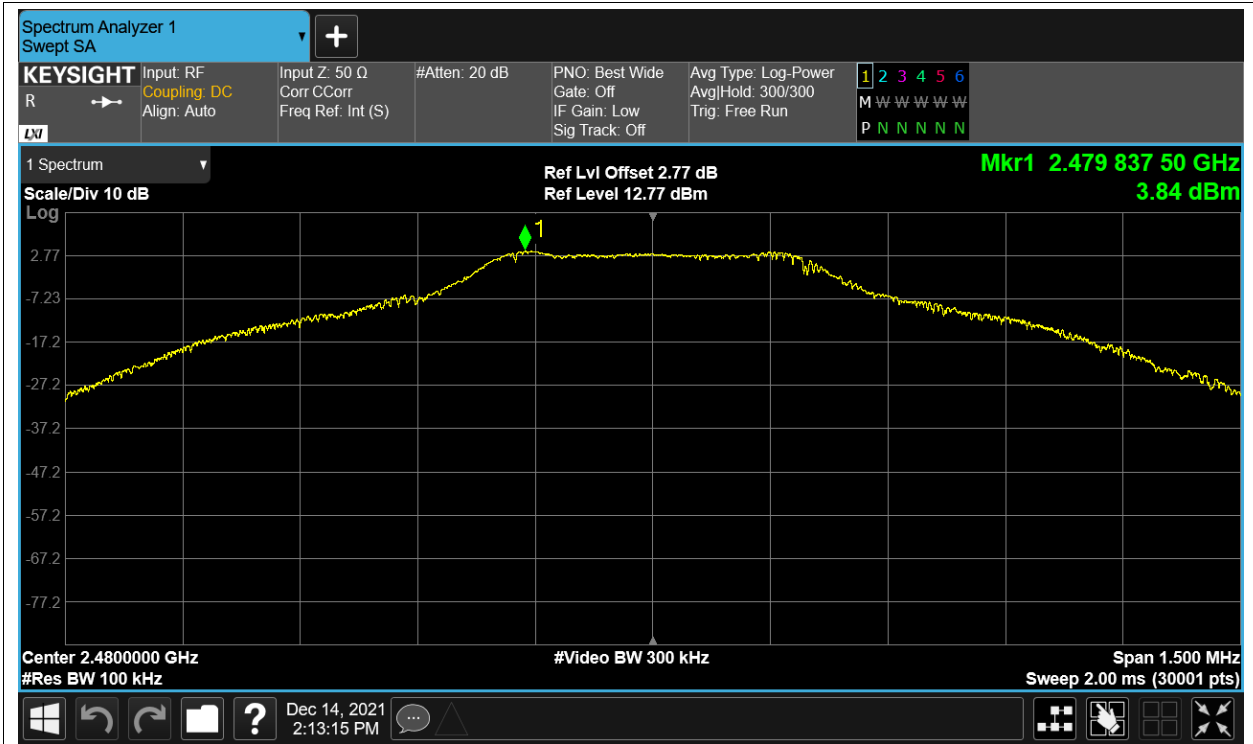 Spectrum Analyzer 1
Swept SA
KEYSIGHT
R
LXI
Input: RF
Coupling: DC
Align: Auto
Input Z: 50 Ω
Corr CCorr
Freq Ref: Int (S)
#Atten: 20 dB
PNO: Best Wide
Gate: Off
IF Gain: Low
Sig Track: Off
Avg Type: Log-Power
Avg|Hold: 300/300
Trig: Free Run
1 2 3 4 5 6
M W W W W W
P N N N N N
1 Spectrum
Scale/Div 10 dB
Log
Ref Lvl Offset 2.77 dB
Ref Level 12.77 dBm
Mkr1 2.479 837 50 GHz
3.84 dBm
1
2.77
-7.23
-17.2
-27.2
-37.2
-47.2
-57.2
-67.2
-77.2
Center 2.4800000 GHz
#Res BW 100 kHz
#Video BW 300 kHz
Span 1.500 MHz
Sweep 2.00 ms (30001 pts)
?
Dec 14, 2021
2:13:15 PM